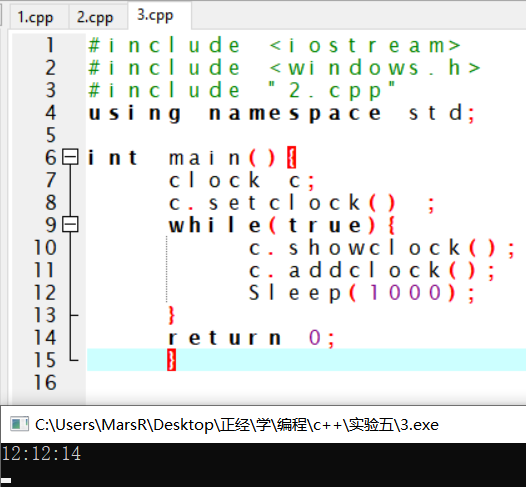 1.cpp 2.cpp 3.cpp
1 #include <iostream>
2 #include <windows.h>
3 #include "2.cpp"
4 using namespace std;
5
6 int main(){
7 clock c;
8 c.setclock() ;
9 while(true){
10 c.showclock();
11 c.addclock();
12 Sleep(1000);
13 }
14 return 0;
15 }
16
C:\Users\MarsR\Desktop\正经\学\编程\c++\实验五\3.exe
12:12:14